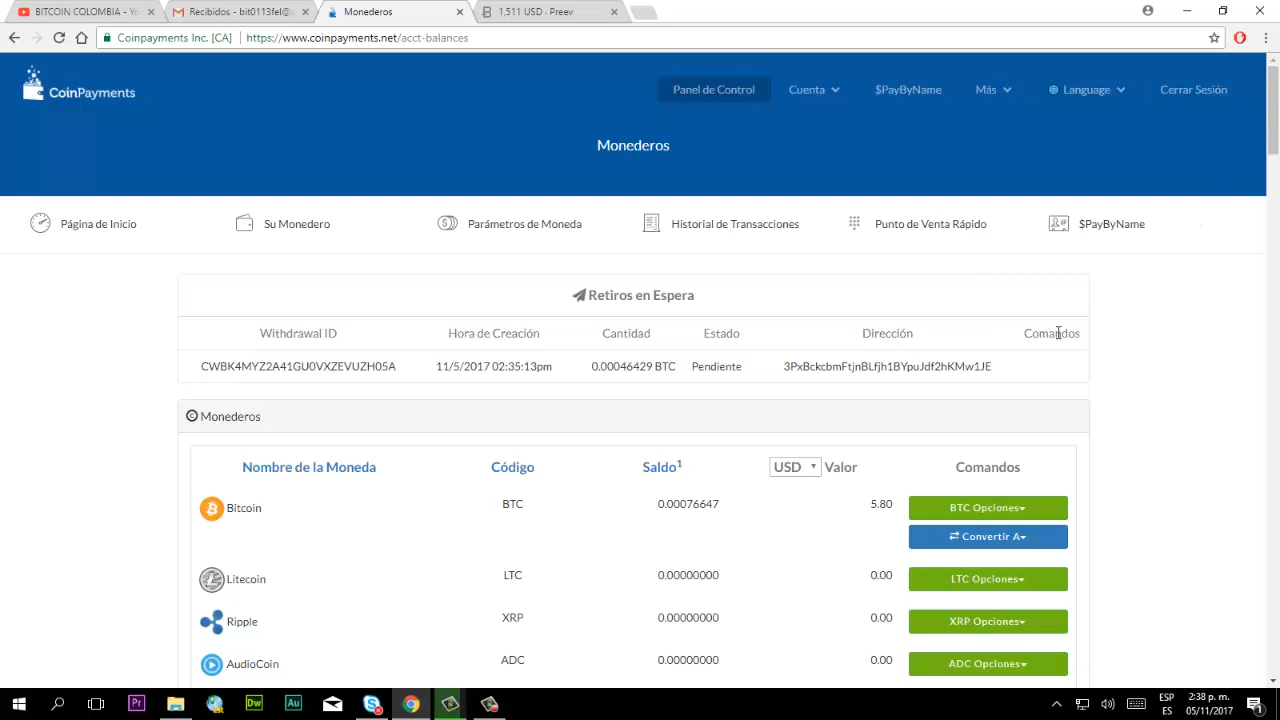 BITCOIN COLOMBIA - Yo
Recibidos - bit0113fel@
Monederos
1,511 USD - Preev
Coinpayments Inc. [CA]
https://www.coinpayments.net/acct-balances
CoinPayments
Panel de Control
Cuenta
$PayByName
Más
Language
Cerrar Sesión
Monederos
Página de Inicio
Su Monedero
Parámetros de Moneda
Historial de Transacciones
Punto de Venta Rápido
$PayByName
Retiros en Espera
Withdrawal ID Hora de Creación Cantidad Estado Dirección Comandos
CWBK4MYZ2A41GU0VXZEVUZH05A 11/5/2017 02:35:13pm 0.00046429 BTC Pendiente 3PxBckcbmFtjnBLfjh1BYpuJdf2hKMw1JE
Monederos
Nombre de la Moneda Código Saldo1 USD Valor Comandos
Bitcoin BTC 0.00076647 5.80 BTC Opciones
Convertir A
Litecoin LTC 0.00000000 0.00 LTC Opciones
Ripple XRP 0.00000000 0.00 XRP Opciones
AudioCoin ADC 0.00000000 0.00 ADC Opciones
Pr
Dw
Au
ESP
ES
2:38 p. m.
05/11/2017
1